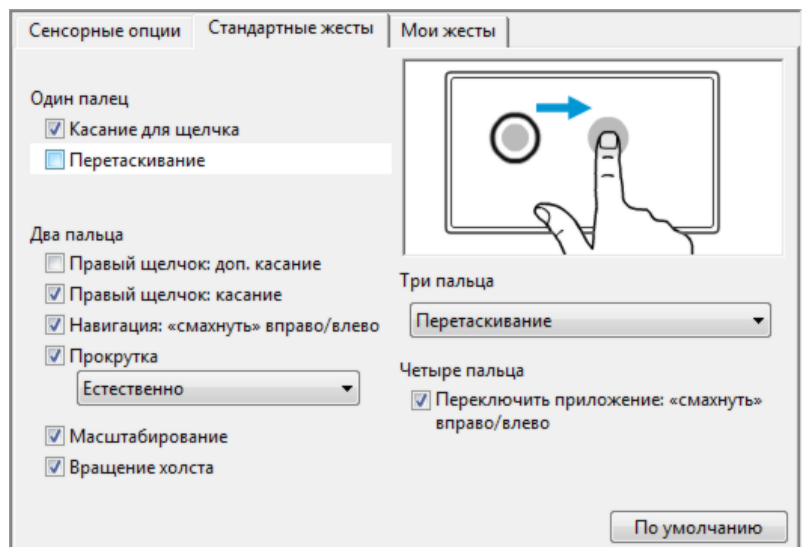 Сенсорные опции
Стандартные жесты
Мои жесты
Один палец
Касание для щелчка
Перетаскивание
Два пальца
Правый щелчок: доп. касание
Правый щелчок: касание
Навигация: «смахнуть» вправо/влево
Прокрутка
Естественно
Масштабирование
Вращение холста
Три пальца
Перетаскивание
Четыре пальца
Переключить приложение: «смахнуть»
вправо/влево
По умолчанию